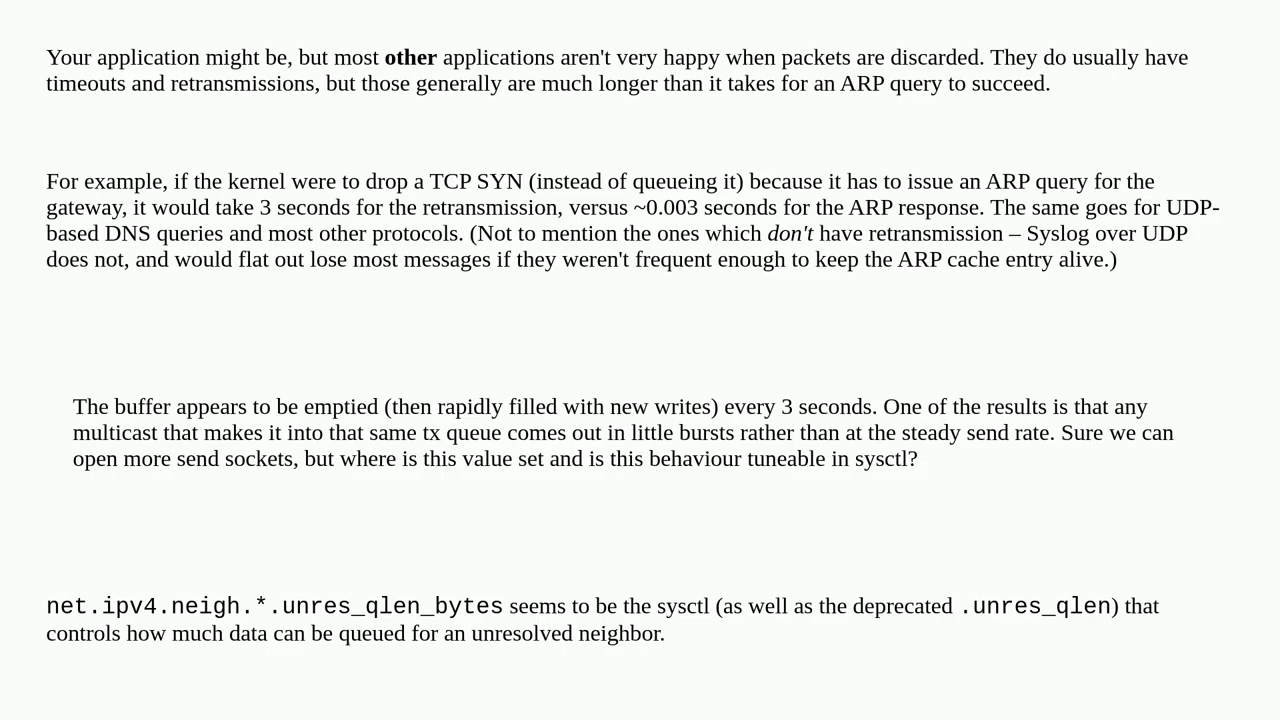 Your application might be, but most other applications aren't very happy when packets are discarded. They do usually have
timeouts and retransmissions, but those generally are much longer than it takes for an ARP query to succeed.
For example, if the kernel were to drop a TCP SYN (instead of queueing it) because it has to issue an ARP query for the
gateway, it would take 3 seconds for the retransmission, versus ~0.003 seconds for the ARP response. The same goes for UDP-
based DNS queries and most other protocols. (Not to mention the ones which don't have retransmission – Syslog over UDP
does not, and would flat out lose most messages if they weren't frequent enough to keep the ARP cache entry alive.)
The buffer appears to be emptied (then rapidly filled with new writes) every 3 seconds. One of the results is that any
multicast that makes it into that same tx queue comes out in little bursts rather than at the steady send rate. Sure we can
open more send sockets, but where is this value set and is this behaviour tuneable in sysctl?
net.ipv4.neigh.*.unres_qlen_bytes seems to be the sysctl (as well as the deprecated .unres_qlen) that
controls how much data can be queued for an unresolved neighbor.